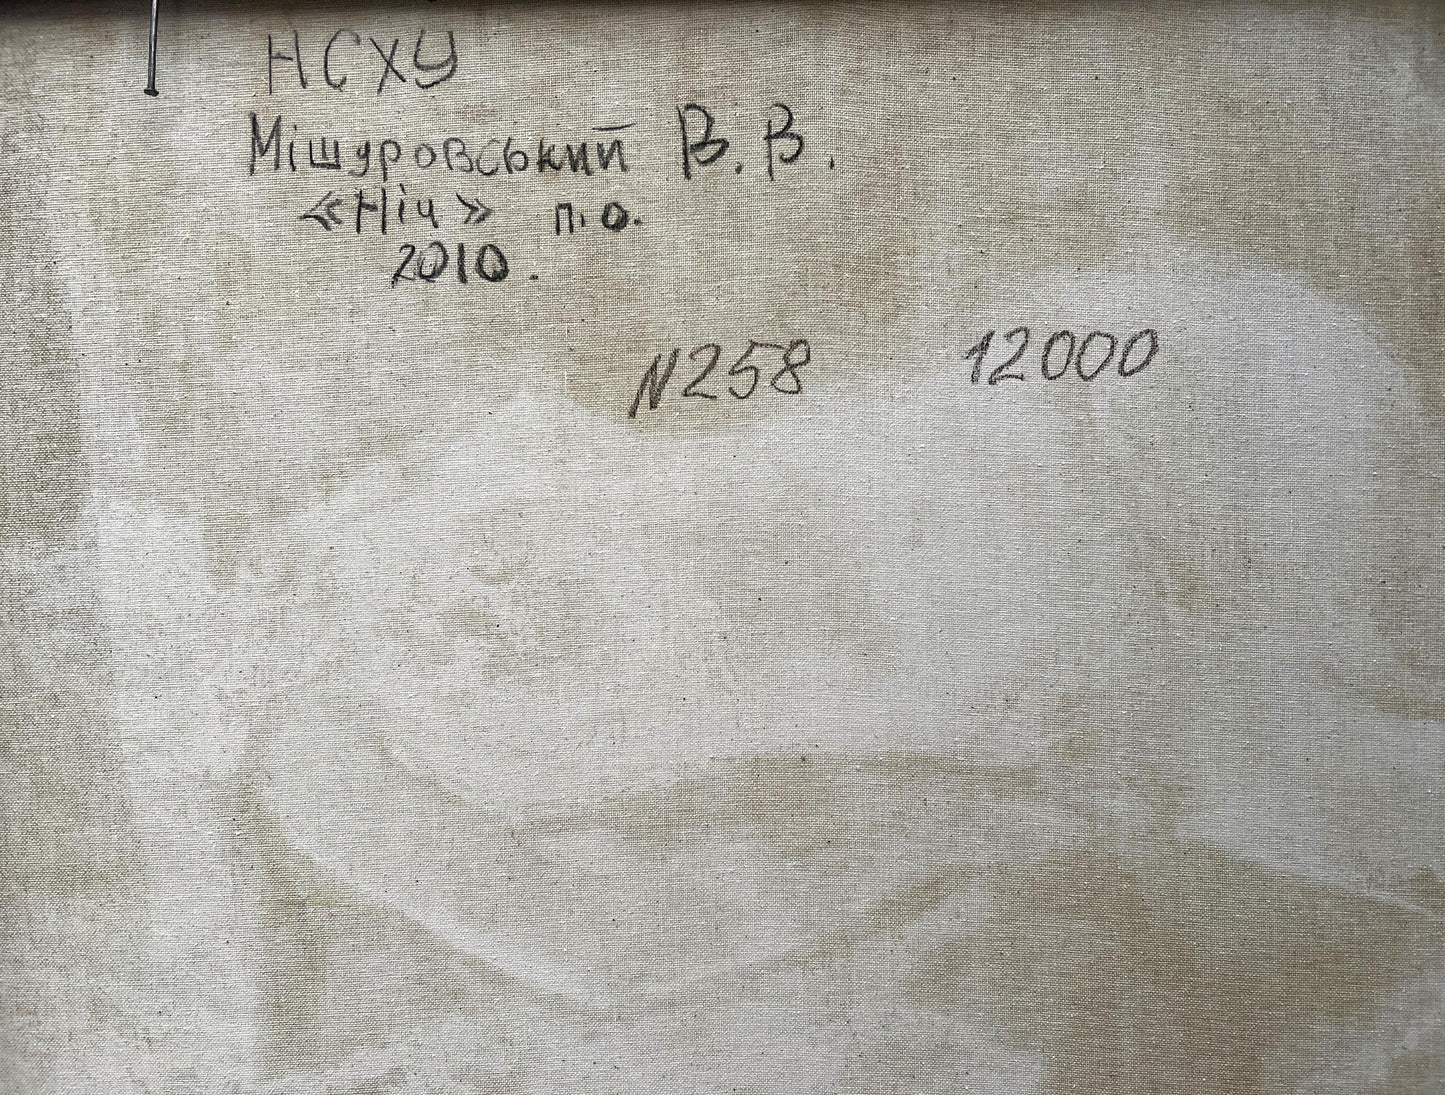 НСХУ
Мішуровський В.В.
«Ніч» п.о.
2010.
N258 12000